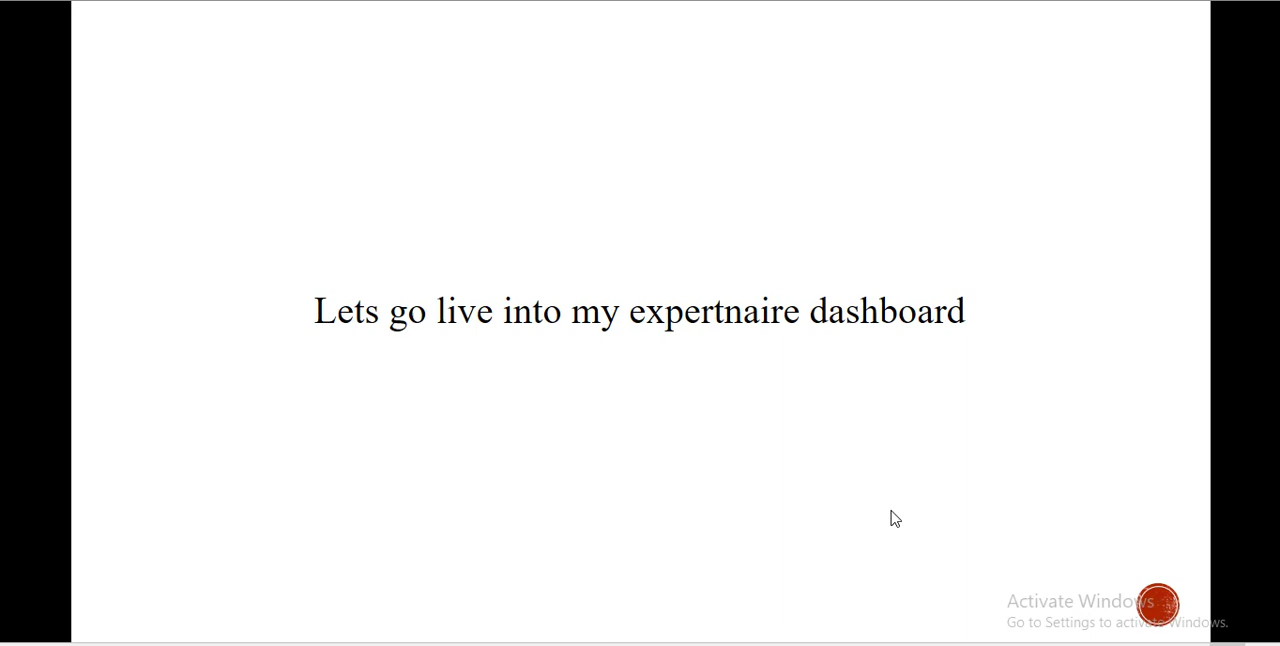 Lets go live into my expertnaire dashboard
Activate Windows
Go to Settings to activate Windows.